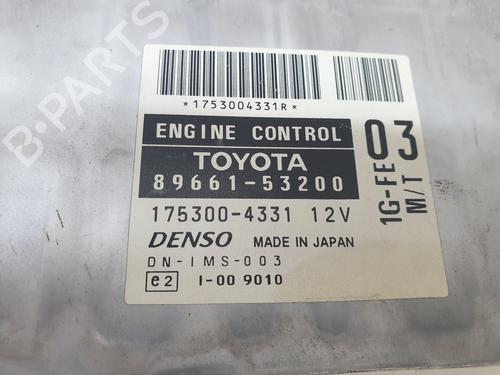 *1753004331R*
ENGINE CONTROL
TOYOTA
89661-53200
175300-4331 12V
DENSO MADE IN JAPAN
DN-IMS-003
e2 I-00 9010
03
1G-FE
M/T
B-PARTS